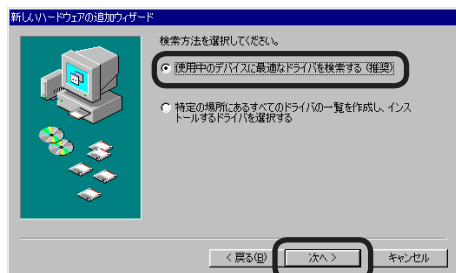 新しいハードウェアの追加ウィザード
検索方法を選択してください。
使用中のデバイスに最適なドライバを検索する (推奨)
特定の場所にあるすべてのドライバの一覧を作成し、インス
トールするドライバを選択する
< 戻る(B)
次へ >
キャンセル